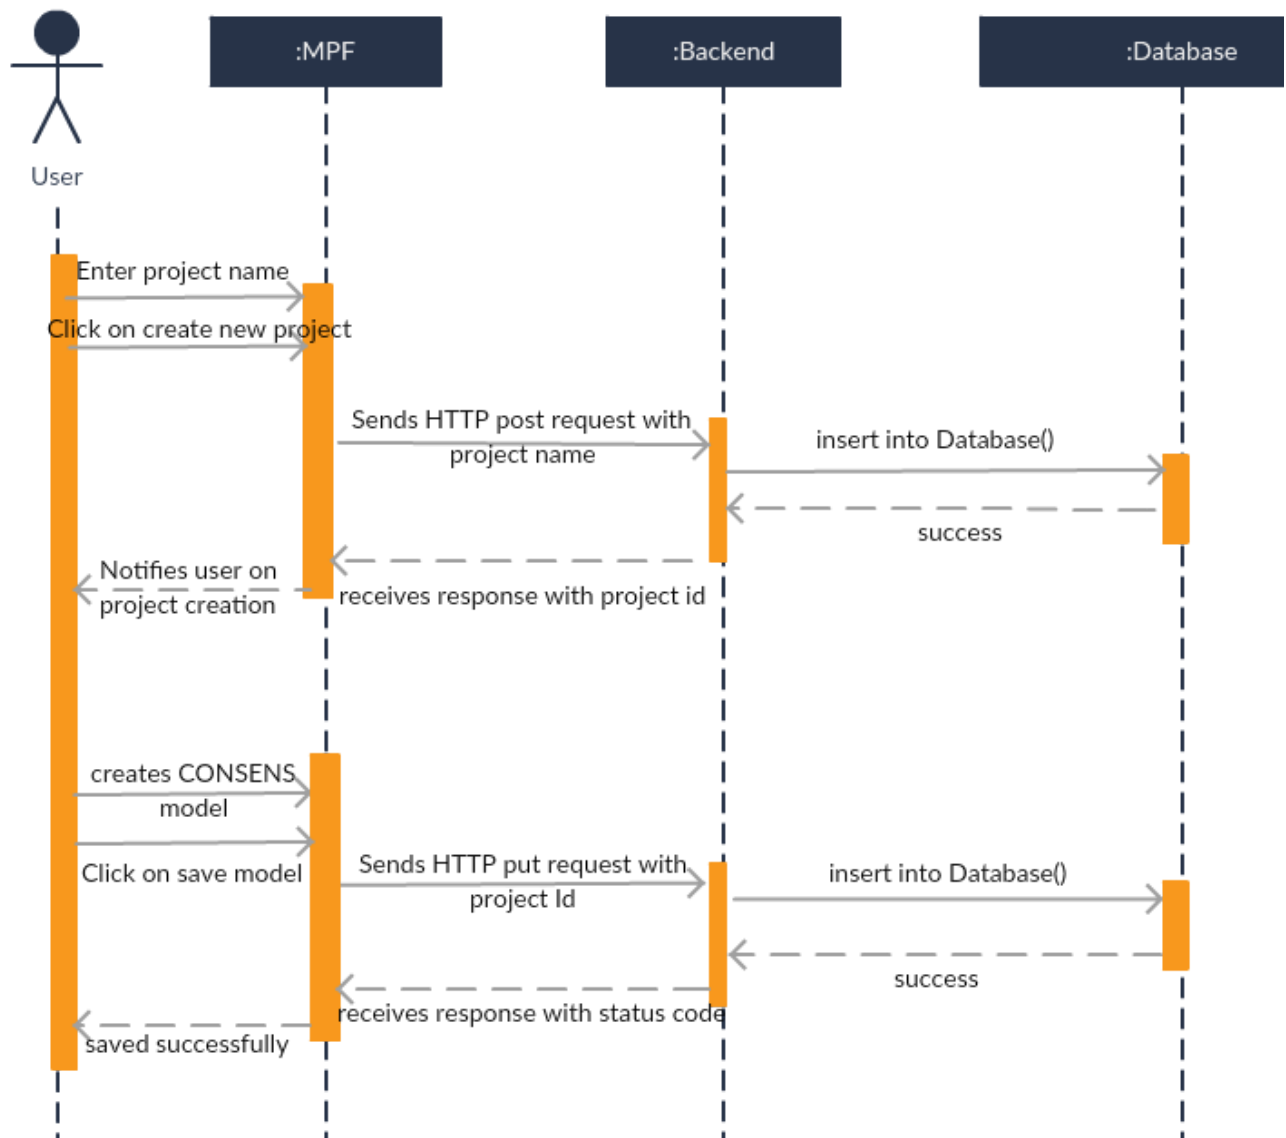 :MPF
:Backend
:Database
User
Enter project name
Click on create new project
Sends HTTP post request with
project name
insert into Database()
success
receives response with project id
Notifies user on
project creation
creates CONSENS
model
Click on save model
Sends HTTP put request with
project Id
insert into Database()
success
receives response with status code
saved successfully